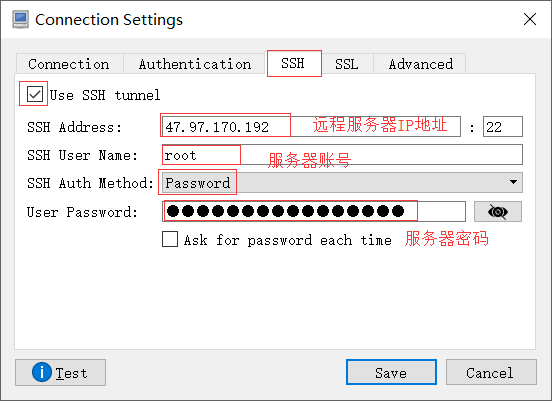 Connection Settings
Connection Authentication SSH SSL Advanced
Use SSH tunnel
SSH Address: 47.97.170.192 远程服务器IP地址 : 22
SSH User Name: root 服务器账号
SSH Auth Method: Password
User Password: ●●●●●●●●●●●●●●●●
Ask for password each time 服务器密码
i Test Save Cancel